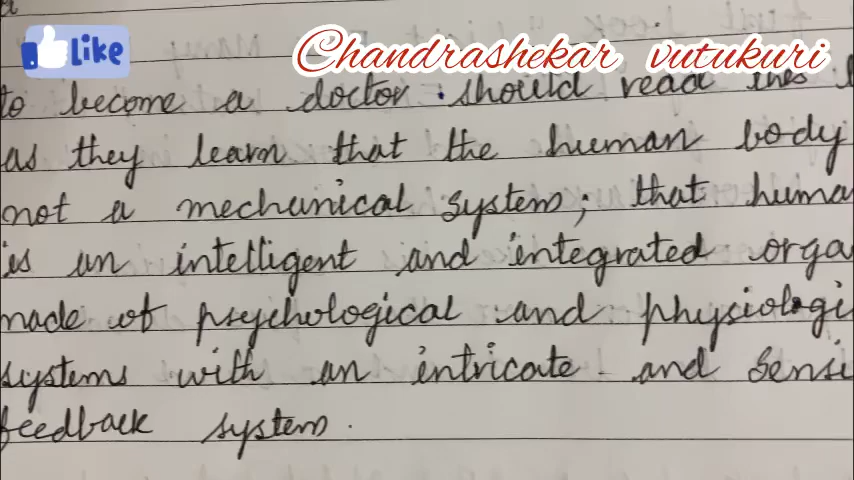 Like
Chandrashekar vutukuri
to become a doctor should read this
as they learn that the human body
not a mechanical system; that huma
is an intelligent and integrated orga
made of psychological and physiologi
systems with an intricate and sensi
feedback system.